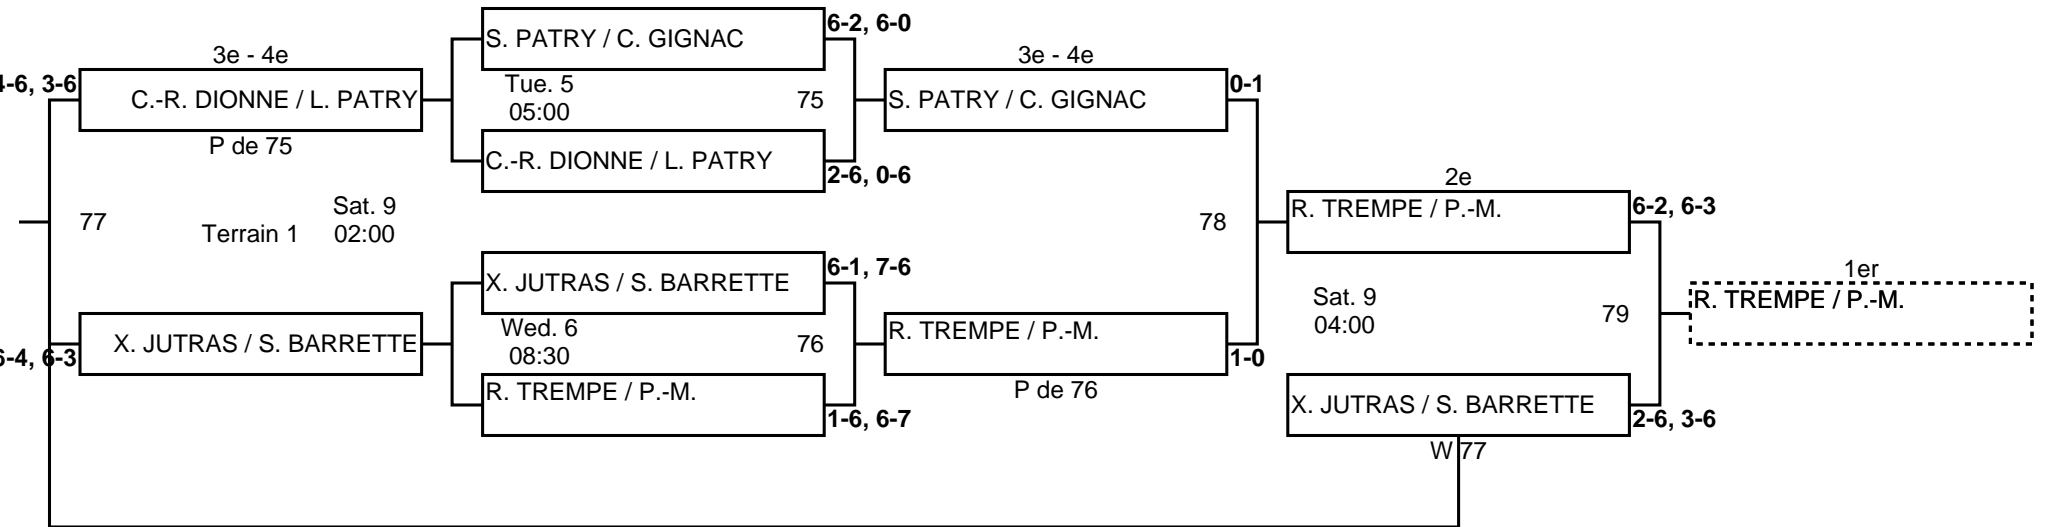 6-2, 6-0
S. PATRY / C. GIGNAC
3e - 4e
3e - 4e
4-6, 3-6
C.-R. DIONNE / L. PATRY
Tue. 5
05:00
75
S. PATRY / C. GIGNAC
0-1
P de 75
C.-R. DIONNE / L. PATRY
2-6, 0-6
2e
77
Terrain 1
Sat. 9
02:00
78
R. TREMPE / P.-M.
6-2, 6-3
6-1, 7-6
X. JUTRAS / S. BARRETTE
1er
R. TREMPE / P.-M.
Sat. 9
04:00
79
X. JUTRAS / S. BARRETTE
6-4, 6-3
Wed. 6
08:30
76
R. TREMPE / P.-M.
1-0
P de 76
R. TREMPE / P.-M.
1-6, 6-7
X. JUTRAS / S. BARRETTE
2-6, 3-6
W 77